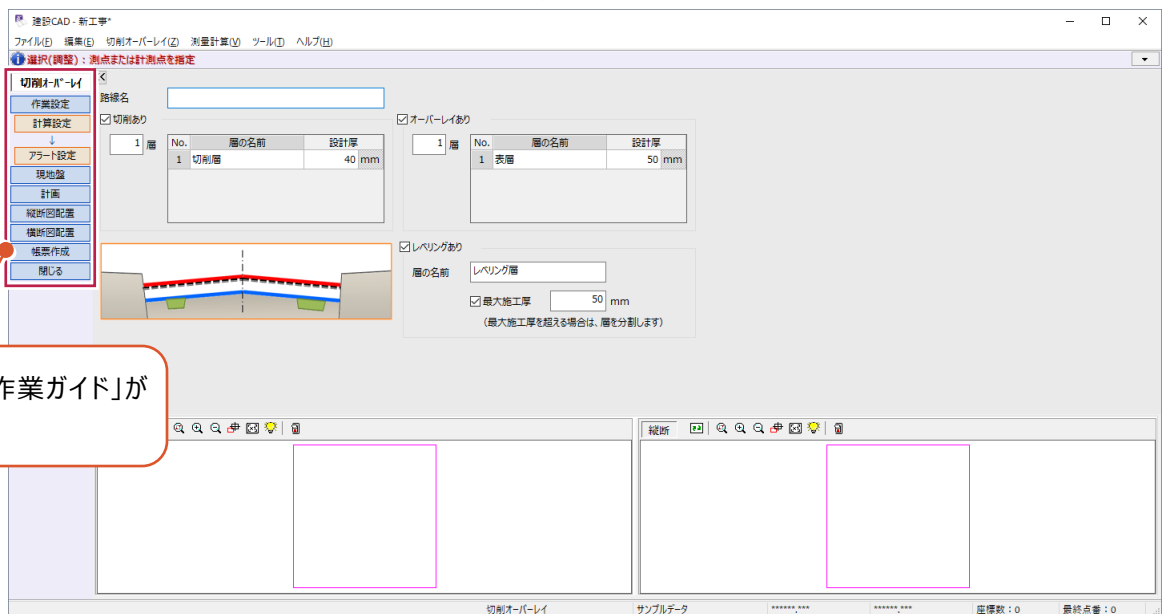 建設CAD - 新工事*
ファイル(F) 編集(E) 切削オーバーレイ(Z) 測量計算(V) ツール(T) ヘルプ(H)
選択(調整)：測点または計測点を指定
切削ｵｰﾊﾞｰﾚｲ
作業設定
計算設定
↓
アラート設定
現地盤
計画
縦断図配置
横断図配置
帳票作成
閉じる
路線名
切削あり
1 層
No. 層の名前 設計厚
1 切削層 40 mm
オーバーレイあり
1 層
No. 層の名前 設計厚
1 表層 50 mm
レベリングあり
層の名前 レベリング層
最大施工厚 50 mm
（最大施工厚を超える場合は、層を分割します）
作業ガイド」が
縦断
切削オーバーレイ サンプルデータ ******.*** ******.*** 座標数：0 最終点番：0